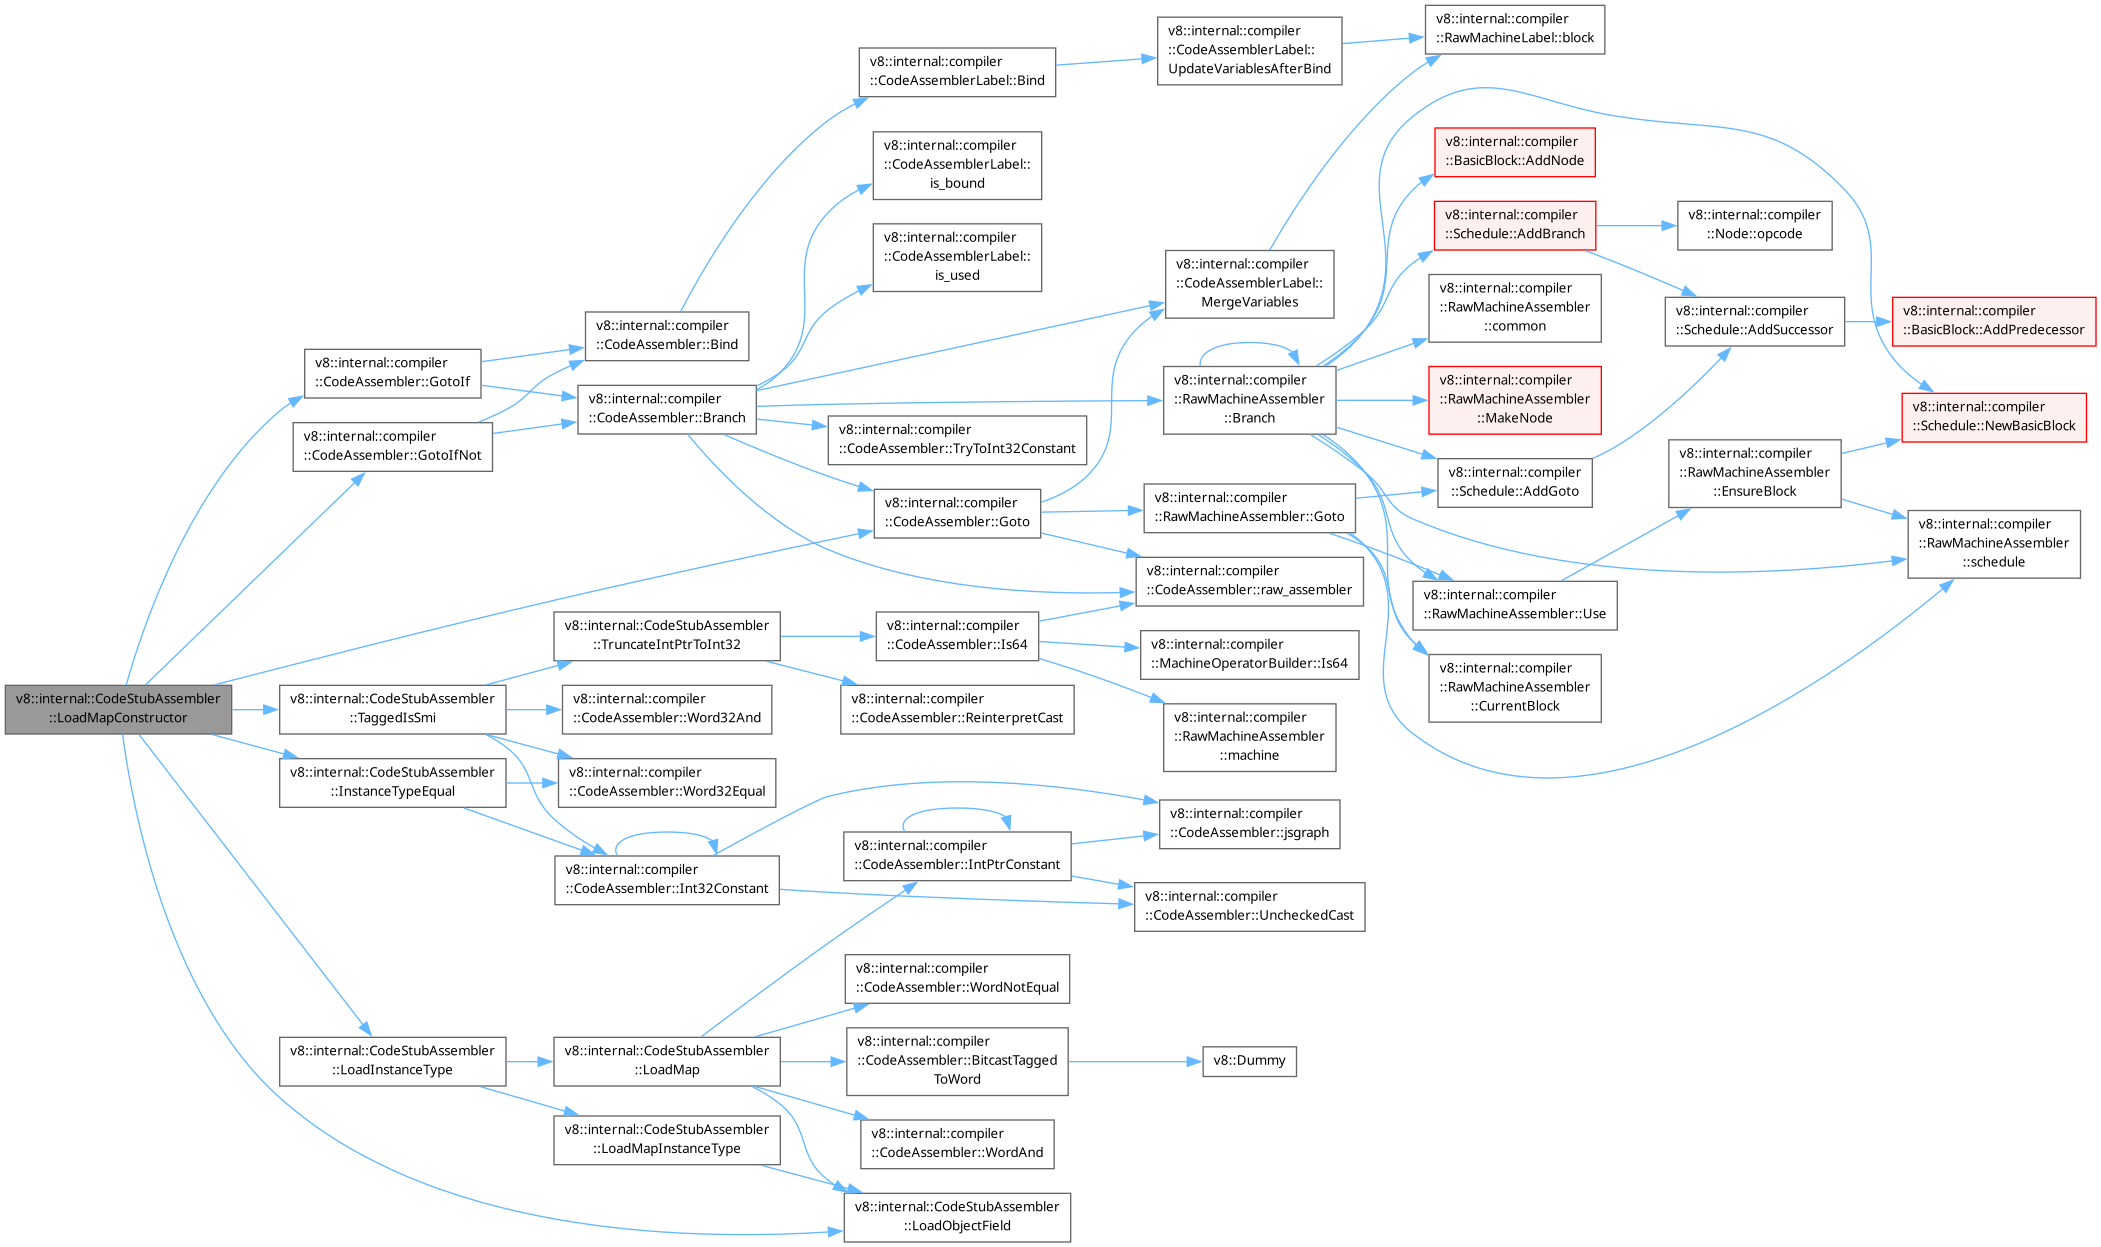 v8::internal::CodeStubAssembler
::LoadMapConstructor
v8::internal::compiler
::CodeAssembler::GotoIf
v8::internal::compiler
::CodeAssembler::GotoIfNot
v8::internal::CodeStubAssembler
::TaggedIsSmi
v8::internal::CodeStubAssembler
::InstanceTypeEqual
v8::internal::CodeStubAssembler
::LoadInstanceType
v8::internal::compiler
::CodeAssembler::Bind
v8::internal::compiler
::CodeAssembler::Branch
v8::internal::CodeStubAssembler
::TruncateIntPtrToInt32
v8::internal::compiler
::CodeAssembler::Word32And
v8::internal::compiler
::CodeAssembler::Word32Equal
v8::internal::compiler
::CodeAssembler::Int32Constant
v8::internal::CodeStubAssembler
::LoadMap
v8::internal::CodeStubAssembler
::LoadMapInstanceType
v8::internal::compiler
::CodeAssemblerLabel::Bind
v8::internal::compiler
::CodeAssemblerLabel::
is_bound
v8::internal::compiler
::CodeAssemblerLabel::
is_used
v8::internal::compiler
::CodeAssembler::TryToInt32Constant
v8::internal::compiler
::CodeAssembler::Goto
v8::internal::compiler
::CodeAssembler::Is64
v8::internal::compiler
::CodeAssembler::ReinterpretCast
v8::internal::compiler
::CodeAssembler::IntPtrConstant
v8::internal::compiler
::CodeAssembler::WordNotEqual
v8::internal::compiler
::CodeAssembler::BitcastTagged
ToWord
v8::internal::compiler
::CodeAssembler::WordAnd
v8::internal::CodeStubAssembler
::LoadObjectField
v8::internal::compiler
::CodeAssemblerLabel::
UpdateVariablesAfterBind
v8::internal::compiler
::CodeAssemblerLabel::
MergeVariables
v8::internal::compiler
::RawMachineAssembler
::Branch
v8::internal::compiler
::RawMachineAssembler::Goto
v8::internal::compiler
::CodeAssembler::raw_assembler
v8::internal::compiler
::MachineOperatorBuilder::Is64
v8::internal::compiler
::RawMachineAssembler
::machine
v8::internal::compiler
::CodeAssembler::jsgraph
v8::internal::compiler
::CodeAssembler::UncheckedCast
v8::Dummy
v8::internal::compiler
::RawMachineLabel::block
v8::internal::compiler
::BasicBlock::AddNode
v8::internal::compiler
::Schedule::AddBranch
v8::internal::compiler
::RawMachineAssembler
::common
v8::internal::compiler
::RawMachineAssembler
::MakeNode
v8::internal::compiler
::Schedule::AddGoto
v8::internal::compiler
::RawMachineAssembler::Use
v8::internal::compiler
::RawMachineAssembler
::CurrentBlock
v8::internal::compiler
::Node::opcode
v8::internal::compiler
::Schedule::AddSuccessor
v8::internal::compiler
::RawMachineAssembler
::EnsureBlock
v8::internal::compiler
::BasicBlock::AddPredecessor
v8::internal::compiler
::Schedule::NewBasicBlock
v8::internal::compiler
::RawMachineAssembler
::schedule